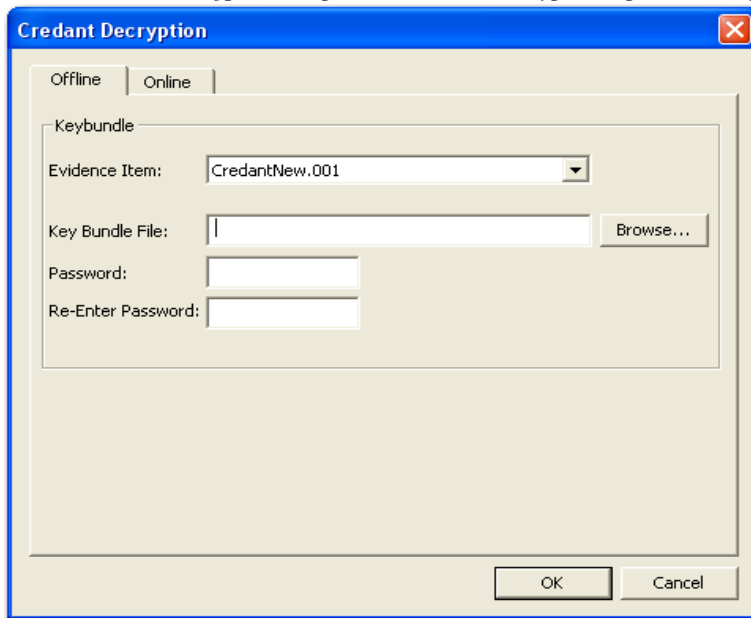 Credant Decryption
Offline Online
Keybundle
Evidence Item: CredantNew.001
Key Bundle File: Browse...
Password:
Re-Enter Password:
OK Cancel